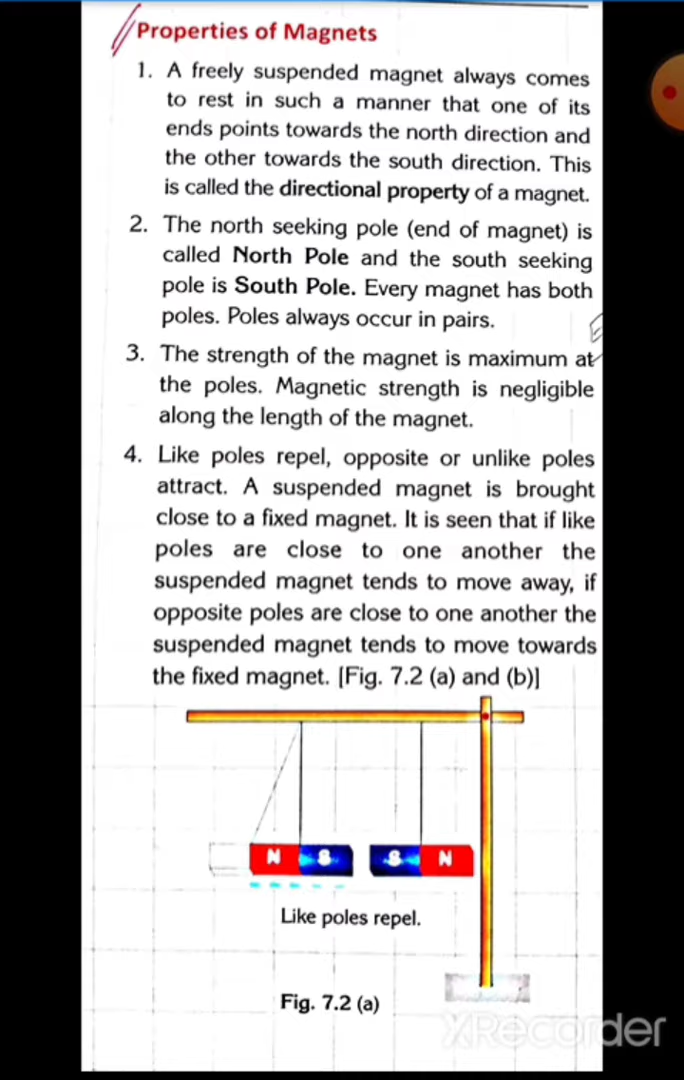 Properties of Magnets
1. A freely suspended magnet always comes
to rest in such a manner that one of its
ends points towards the north direction and
the other towards the south direction. This
is called the directional property of a magnet.
2. The north seeking pole (end of magnet) is
called North Pole and the south seeking
pole is South Pole. Every magnet has both
poles. Poles always occur in pairs.
3. The strength of the magnet is maximum at
the poles. Magnetic strength is negligible
along the length of the magnet.
4. Like poles repel, opposite or unlike poles
attract. A suspended magnet is brought
close to a fixed magnet. It is seen that if like
poles are close to one another the
suspended magnet tends to move away, if
opposite poles are close to one another the
suspended magnet tends to move towards
the fixed magnet. [Fig. 7.2 (a) and (b)]
N S S N
Like poles repel.
Fig. 7.2 (a)
XRecorder